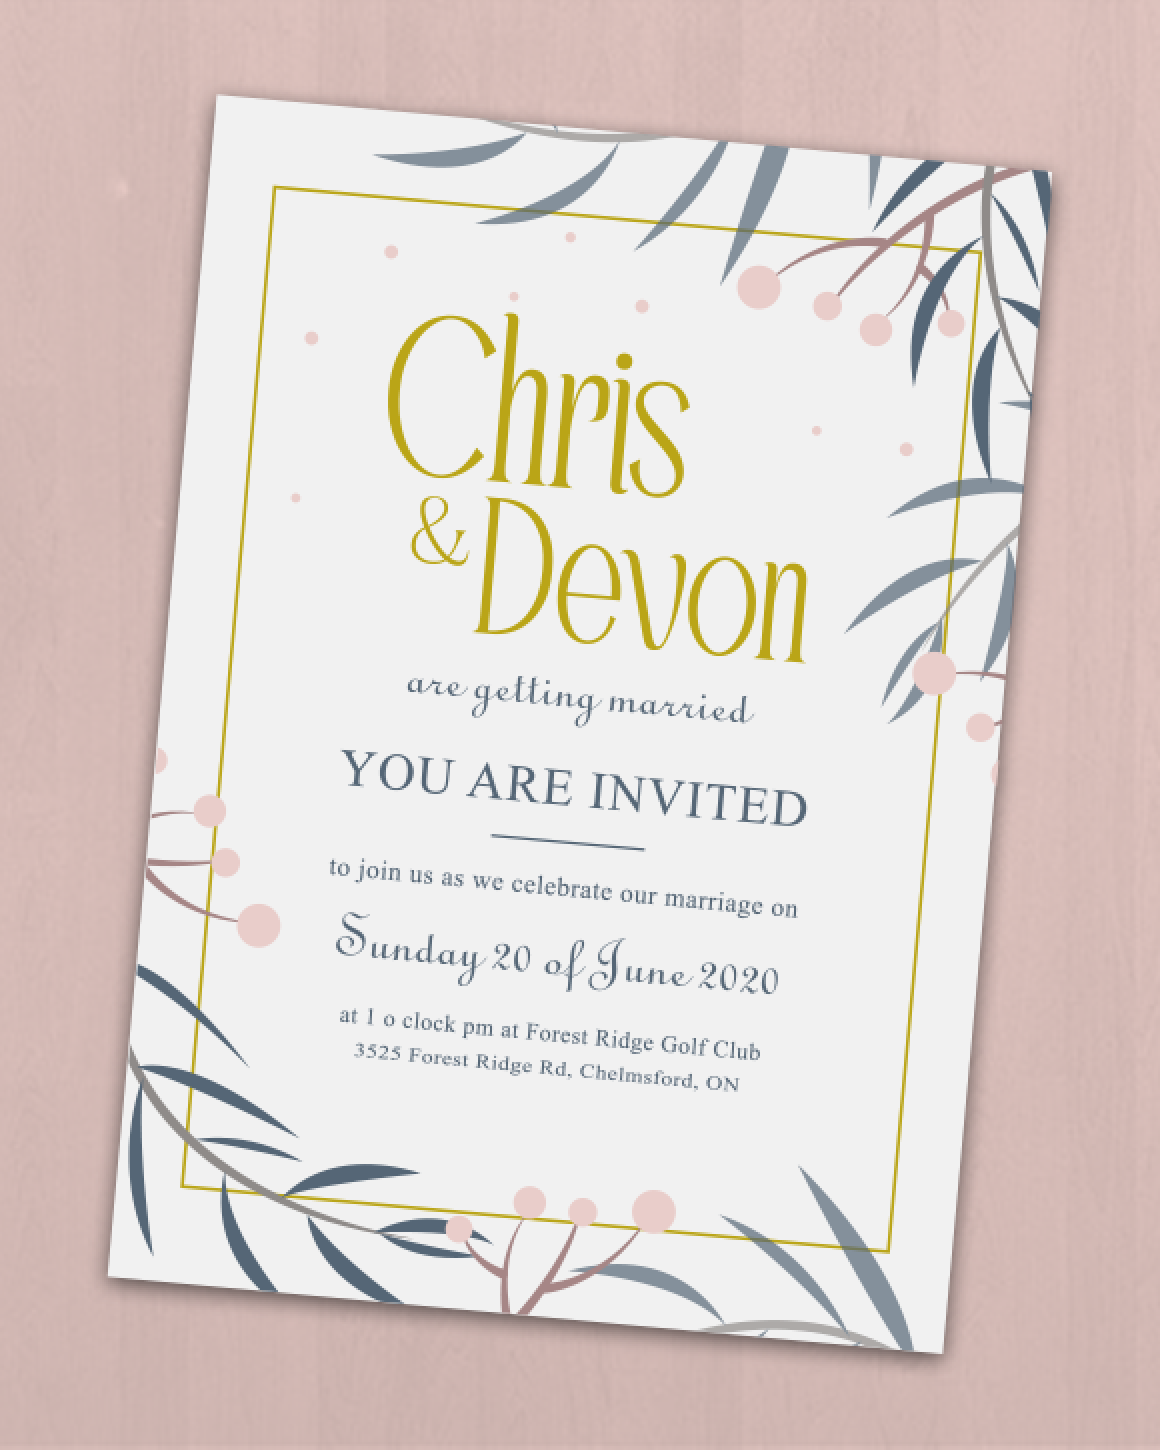 Chris
& Devon
are getting married
YOU ARE INVITED
to join us as we celebrate our marriage on
Sunday 20 of June 2020
at 1 o clock pm at Forest Ridge Golf Club
3525 Forest Ridge Rd, Chelmsford, ON